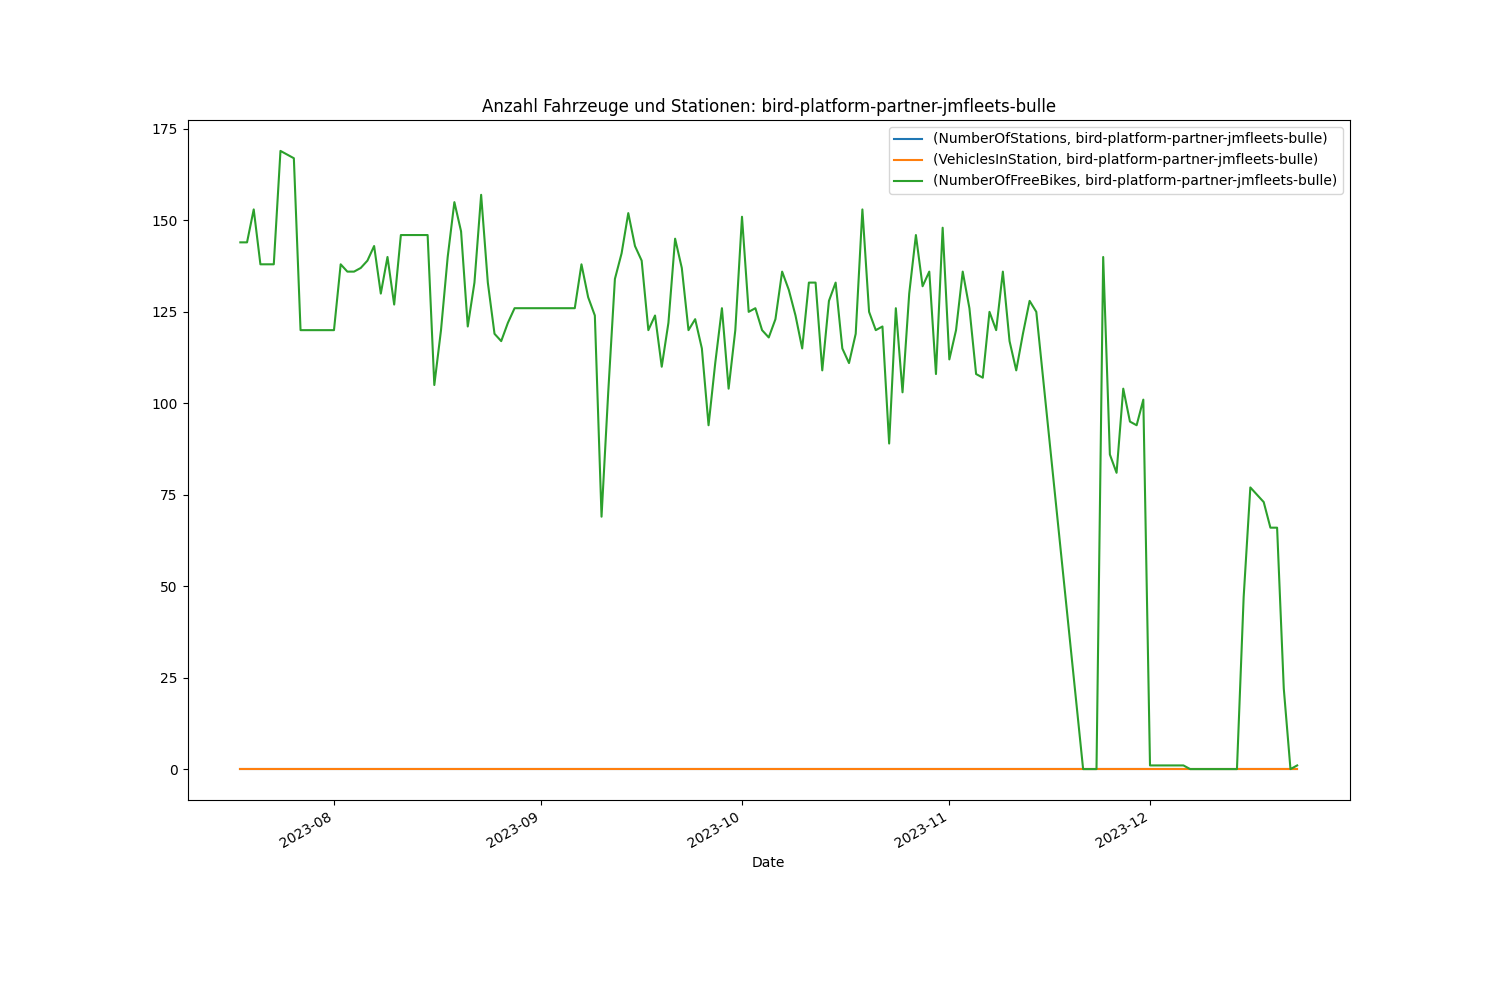 Anzahl Fahrzeuge und Stationen: bird-platform-partner-jmfleets-bulle
(NumberOfStations, bird-platform-partner-jmfleets-bulle)
(VehiclesInStation, bird-platform-partner-jmfleets-bulle)
(NumberOfFreeBikes, bird-platform-partner-jmfleets-bulle)
175
150
125
100
75
50
25
0
2023-08
2023-09
2023-10
2023-11
2023-12
Date